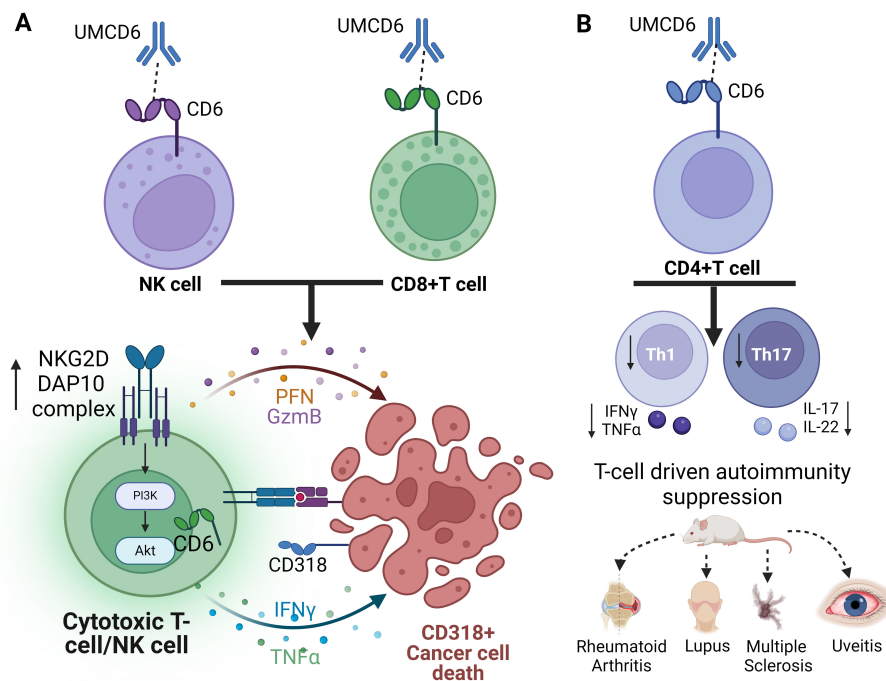 A
UMCD6
CD6
NK cell
UMCD6
CD6
CD8+T cell
NKG2D
DAP10
complex
PFN
GzmB
PI3K
Akt
CD6
CD318
IFNγ
TNFα
Cytotoxic T-
cell/NK cell
CD318+
Cancer cell
death
B
UMCD6
CD6
CD4+T cell
Th1
Th17
IFNγ
TNFα
IL-17
IL-22
T-cell driven autoimmunity
suppression
Rheumatoid
Arthritis
Lupus
Multiple
Sclerosis
Uveitis